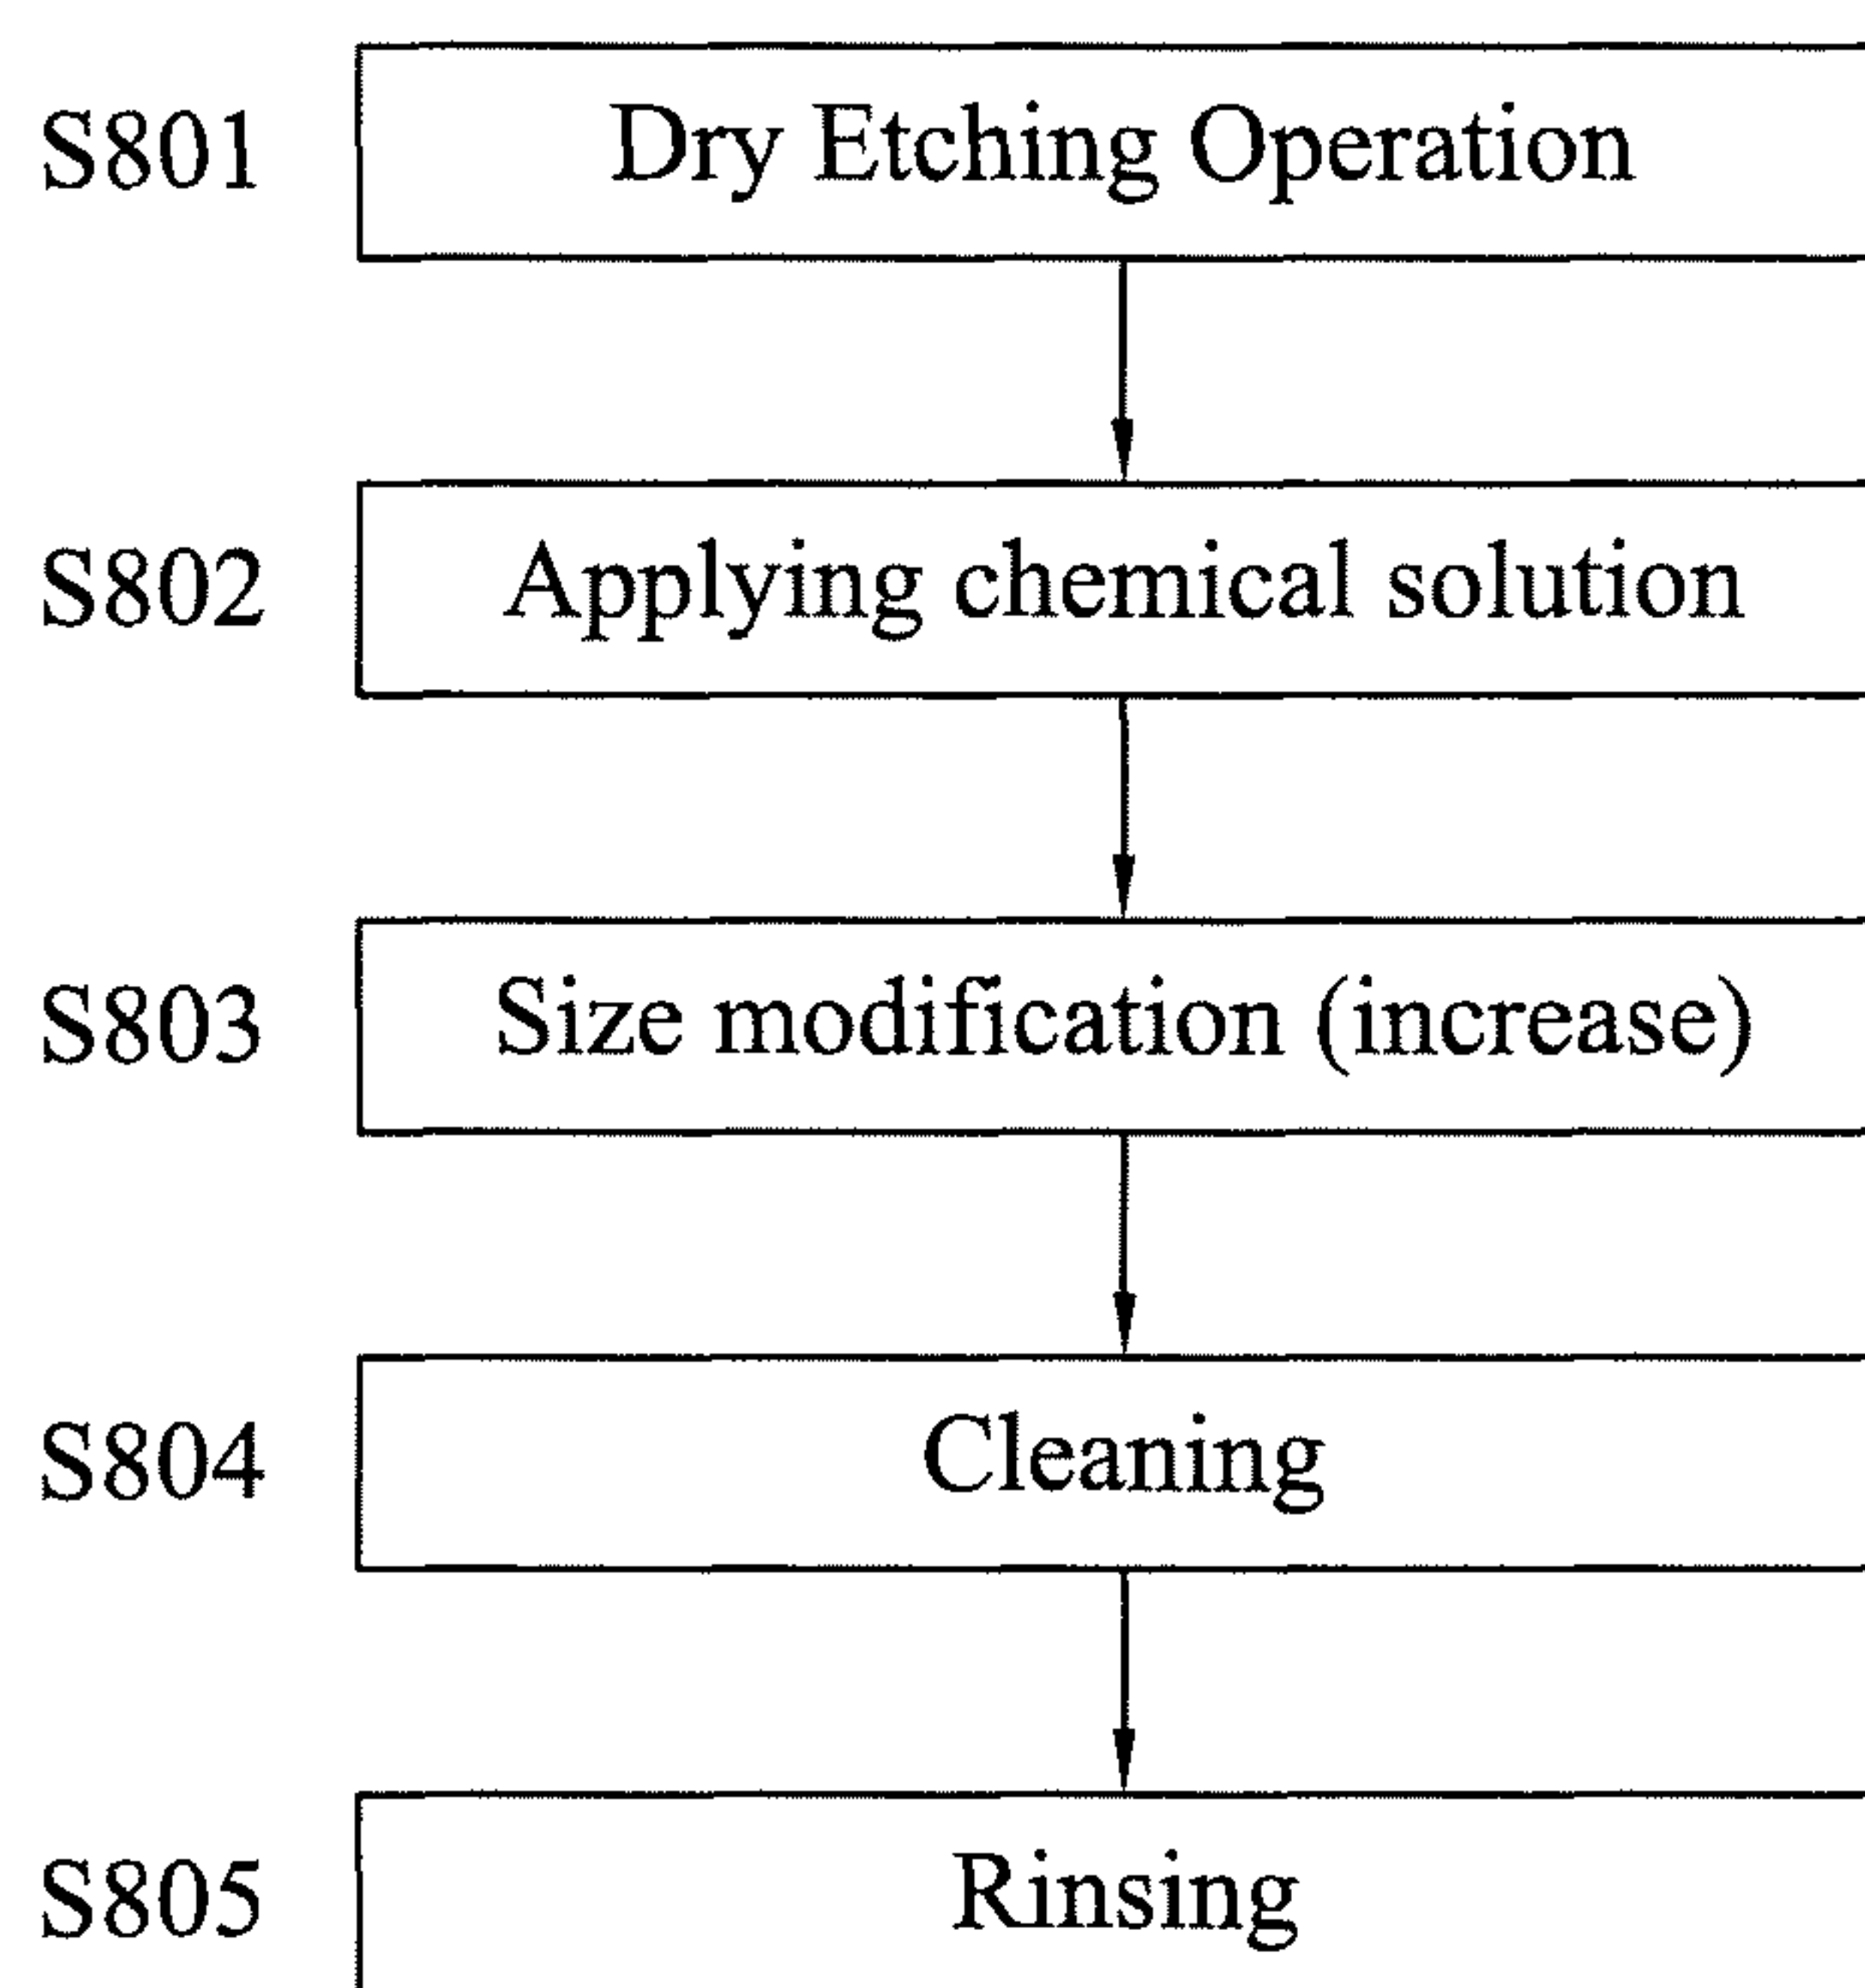 S801 Dry Etching Operation
S802 Applying chemical solution
S803 Size modification (increase)
S804 Cleaning
S805 Rinsing